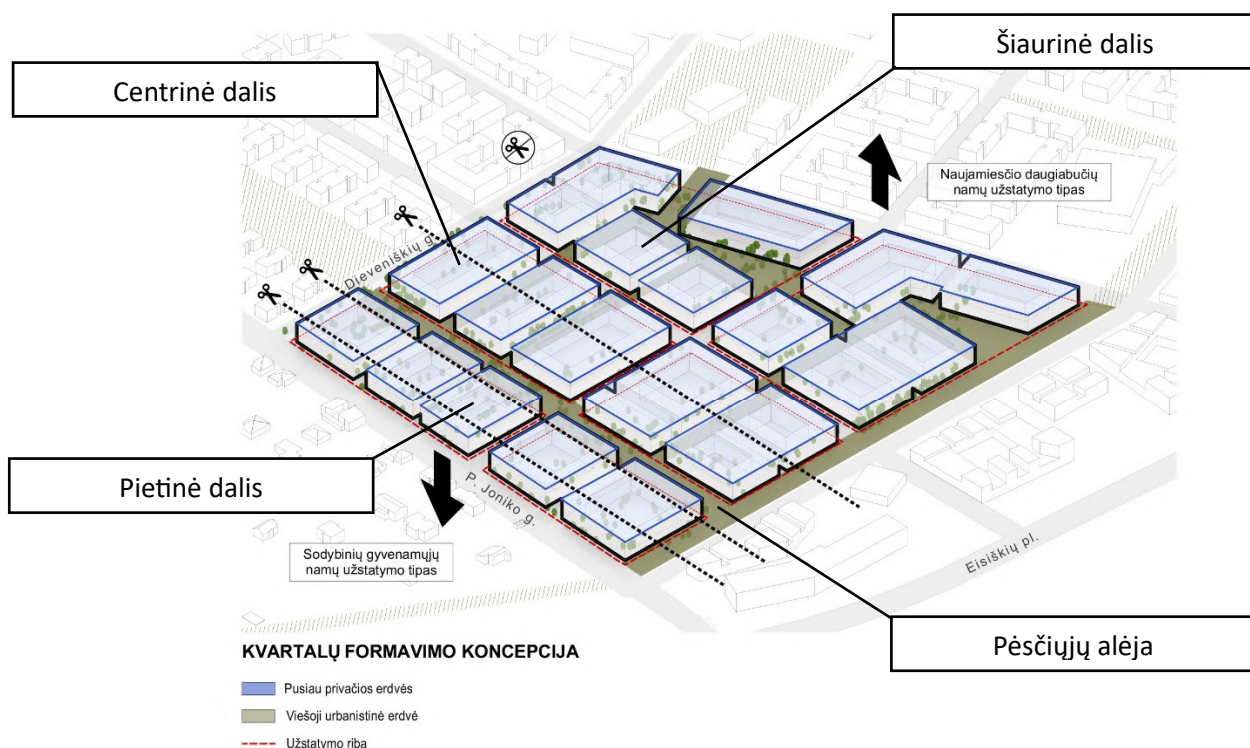 Šiaurinė dalis
Centrinė dalis
Naujamiesčio daugiabučių
namų užstatymo tipas
Dieveniškių g.
Pietinė dalis
P. Joniko g.
Sodybinių gyvenamųjų
namų užstatymo tipas
Eisiškių pl.
Pėsčiųjų alėja
KVARTALŲ FORMAVIMO KONCEPCIJA
Pusiau privačios erdvės
Viešoji urbanistinė erdvė
Užstatymo riba